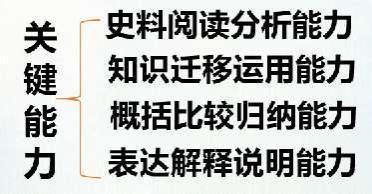 关键能力
史料阅读分析能力
知识迁移运用能力
概括比较归纳能力
表达解释说明能力